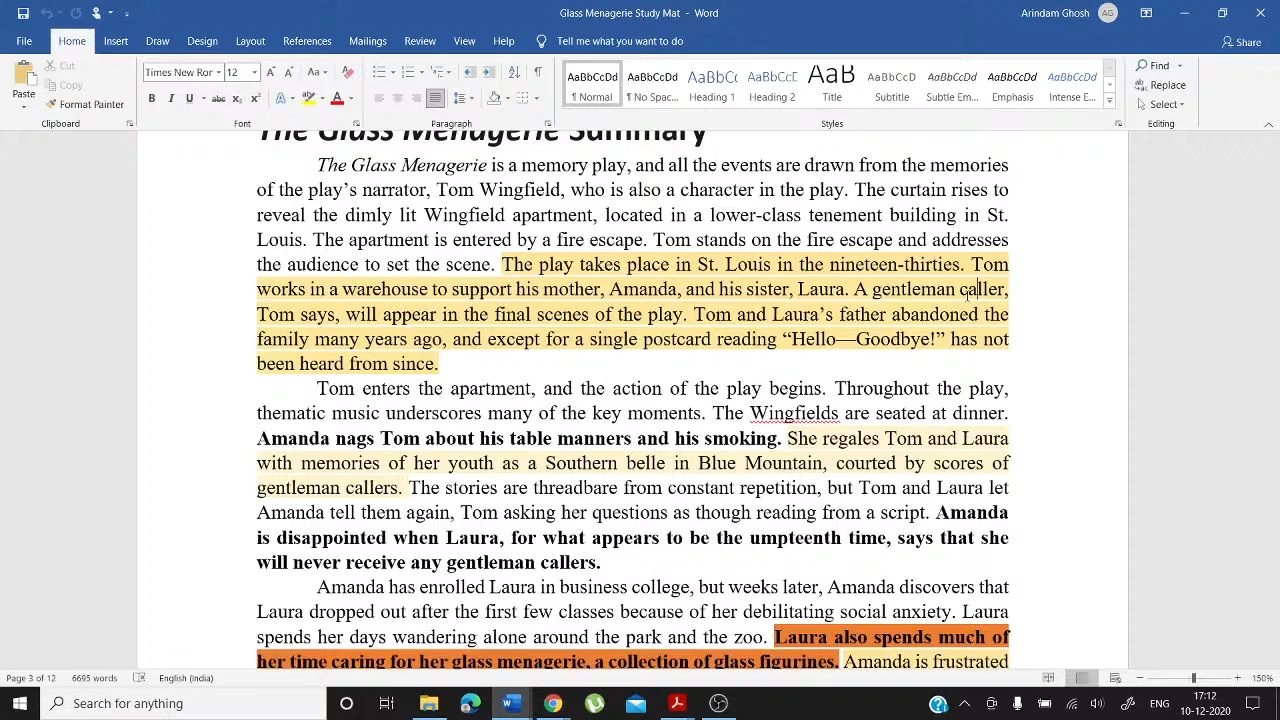 Glass Menagerie Study Mat - Word
Arindam Ghosh
AG
File Home Insert Draw Design Layout References Mailings Review View Help Tell me what you want to do
Share
Paste
Cut
Copy
Format Painter
Clipboard
Times New Ror 12
Font
Paragraph
AaBbCcDd AaBbCcDd AaBbCc AaBbCcD AaB AaBbCcD AaBbCcDd AaBbCcDd AaBbCcDd
¶ Normal ¶ No Spac... Heading 1 Heading 2 Title Subtitle Subtle Em... Emphasis Intense E...
Styles
Find
Replace
Select
Editing
The Glass Menagerie Summary
The Glass Menagerie is a memory play, and all the events are drawn from the memories
of the play’s narrator, Tom Wingfield, who is also a character in the play. The curtain rises to
reveal the dimly lit Wingfield apartment, located in a lower-class tenement building in St.
Louis. The apartment is entered by a fire escape. Tom stands on the fire escape and addresses
the audience to set the scene. The play takes place in St. Louis in the nineteen-thirties. Tom
works in a warehouse to support his mother, Amanda, and his sister, Laura. A gentleman caller,
Tom says, will appear in the final scenes of the play. Tom and Laura’s father abandoned the
family many years ago, and except for a single postcard reading “Hello—Goodbye!” has not
been heard from since.
Tom enters the apartment, and the action of the play begins. Throughout the play,
thematic music underscores many of the key moments. The Wingfields are seated at dinner.
Amanda nags Tom about his table manners and his smoking. She regales Tom and Laura
with memories of her youth as a Southern belle in Blue Mountain, courted by scores of
gentleman callers. The stories are threadbare from constant repetition, but Tom and Laura let
Amanda tell them again, Tom asking her questions as though reading from a script. Amanda
is disappointed when Laura, for what appears to be the umpteenth time, says that she
will never receive any gentleman callers.
Amanda has enrolled Laura in business college, but weeks later, Amanda discovers that
Laura dropped out after the first few classes because of her debilitating social anxiety. Laura
spends her days wandering alone around the park and the zoo. Laura also spends much of
her time caring for her glass menagerie, a collection of glass figurines. Amanda is frustrated
Page 3 of 12 6695 words English (India)
150%
Type here to search
ENG
17:12
10-12-2020